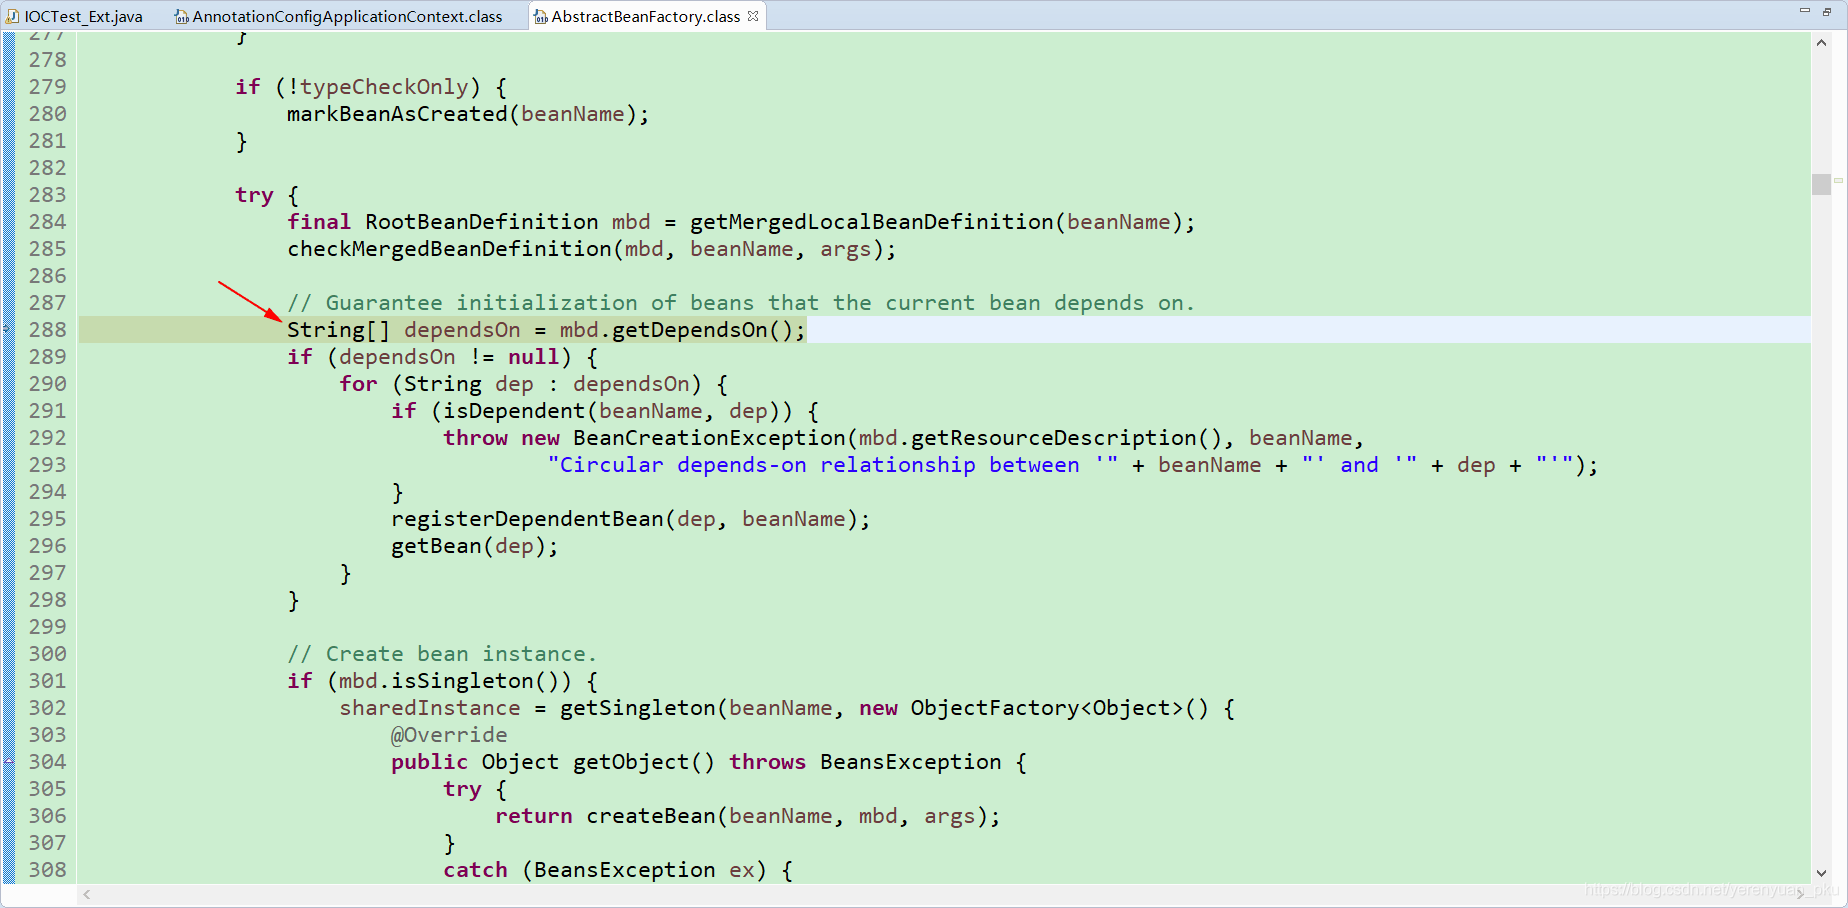 IOCTest_Ext.java AnnotationConfigApplicationContext.class AbstractBeanFactory.class
277 }
278
279 if (!typeCheckOnly) {
280 markBeanAsCreated(beanName);
281 }
282
283 try {
284 final RootBeanDefinition mbd = getMergedLocalBeanDefinition(beanName);
285 checkMergedBeanDefinition(mbd, beanName, args);
286
287 // Guarantee initialization of beans that the current bean depends on.
288 String[] dependsOn = mbd.getDependsOn();
289 if (dependsOn != null) {
290 for (String dep : dependsOn) {
291 if (isDependent(beanName, dep)) {
292 throw new BeanCreationException(mbd.getResourceDescription(), beanName,
293 "Circular depends-on relationship between '" + beanName + "' and '" + dep + "'");
294 }
295 registerDependentBean(dep, beanName);
296 getBean(dep);
297 }
298 }
299
300 // Create bean instance.
301 if (mbd.isSingleton()) {
302 sharedInstance = getSingleton(beanName, new ObjectFactory<Object>() {
303 @Override
304 public Object getObject() throws BeansException {
305 try {
306 return createBean(beanName, mbd, args);
307 }
308 catch (BeansException ex) {
https://blog.csdn.net/yerenyuan_pku